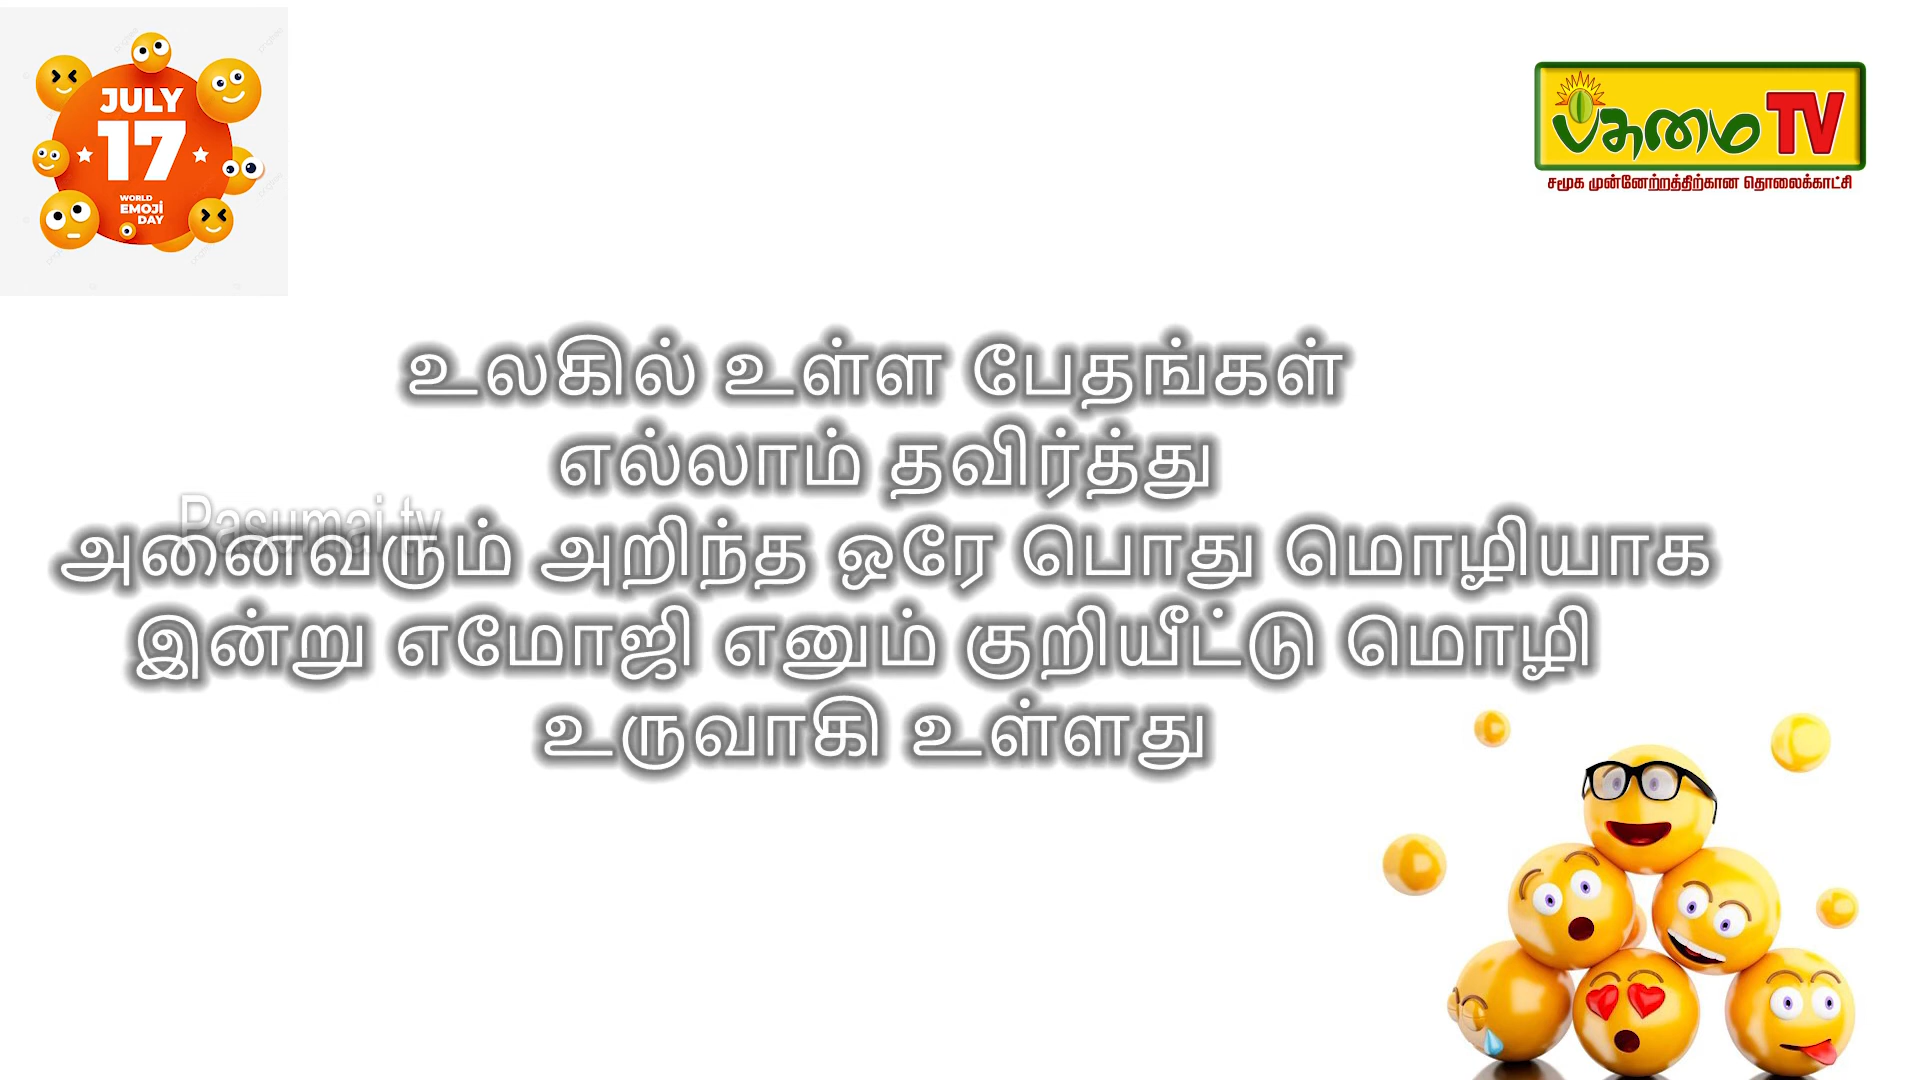 JULY
17
WORLD
EMOJI
DAY
பசுமை TV
சமூக முன்னேற்றத்திற்கான தொலைக்காட்சி
உலகில் உள்ள பேதங்கள்
எல்லாம் தவிர்த்து
Pasumai.tv
அனைவரும் அறிந்த ஒரே பொது மொழியாக
இன்று எமோஜி எனும் குறியீட்டு மொழி
உருவாகி உள்ளது